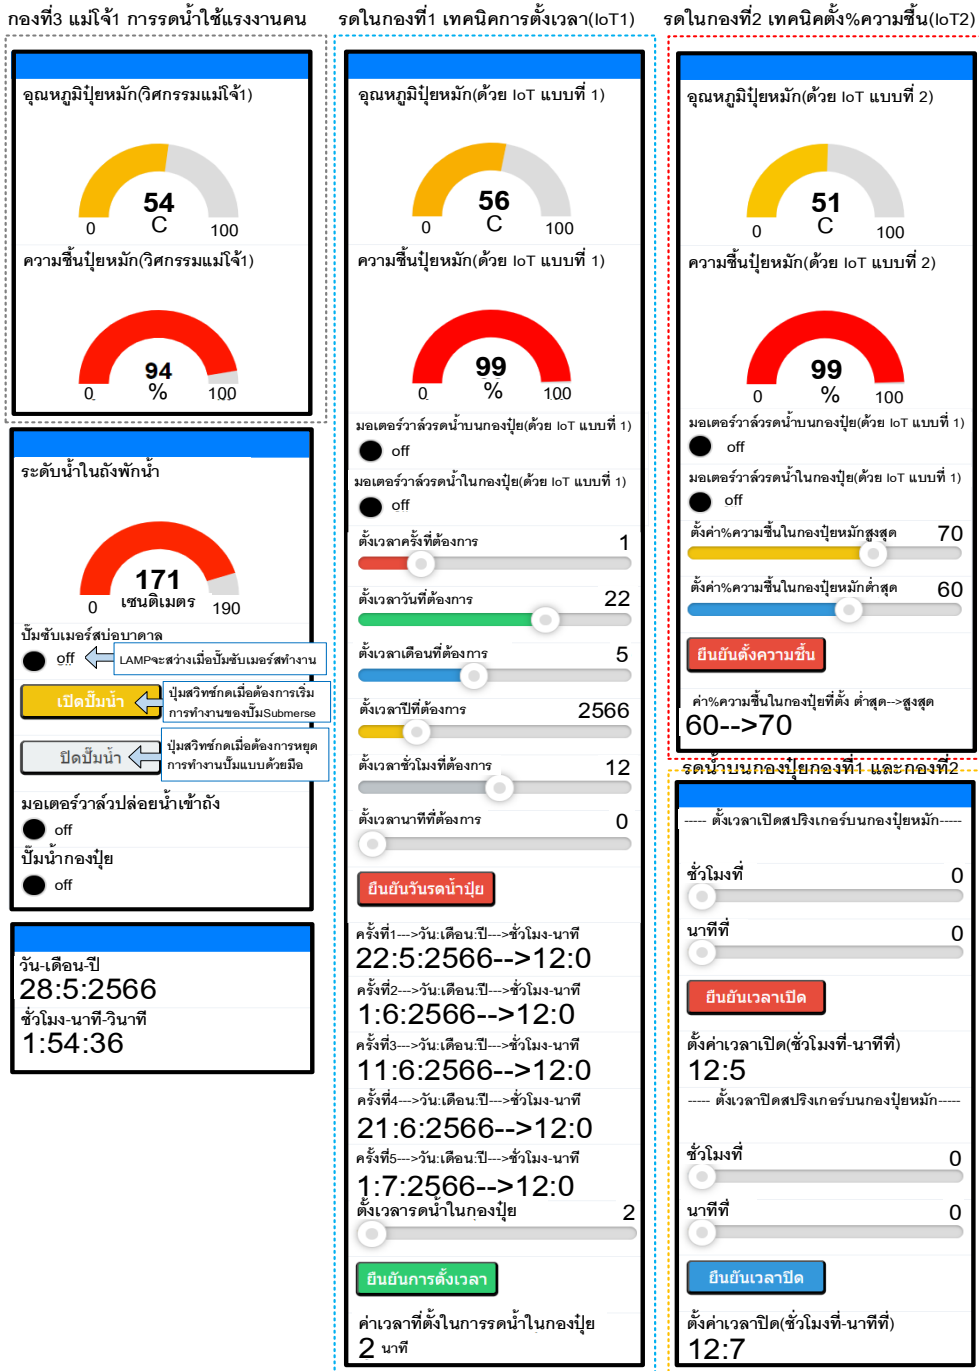 กองที่3 แม่โจ้1 การรดน้ำใช้แรงงานคน
อุณหภูมิปุ๋ยหมัก(วิศกรรมแม่โจ้1)
54
C
0
100
ความชื้นปุ๋ยหมัก(วิศกรรมแม่โจ้1)
94
%
0
100
ระดับน้ำในถังพักน้ำ
171
เซนติเมตร
0
190
ปั๊มซับเมอร์สบ่อบาดาล
off
LAMPจะสว่างเมื่อปั๊มซับเมอร์สทำงาน
เปิดปั๊มน้ำ
ปุ่มสวิทช์กดเมื่อต้องการเริ่ม
การทำงานของปั๊มSubmerse
ปิดปั๊มน้ำ
ปุ่มสวิทช์กดเมื่อต้องการหยุด
การทำงานปั๊มแบบด้วยมือ
มอเตอร์วาล์วปล่อยน้ำเข้าถัง
off
ปั๊มน้ำกองปุ๋ย
off
วัน-เดือน-ปี
28:5:2566
ชั่วโมง-นาที-วินาที
1:54:36
รดในกองที่1 เทคนิคการตั้งเวลา(IoT1)
อุณหภูมิปุ๋ยหมัก(ด้วย IoT แบบที่ 1)
56
C
0
100
ความชื้นปุ๋ยหมัก(ด้วย IoT แบบที่ 1)
99
%
0
100
มอเตอร์วาล์วรดน้ำบนกองปุ๋ย(ด้วย IoT แบบที่ 1)
off
มอเตอร์วาล์วรดน้ำในกองปุ๋ย(ด้วย IoT แบบที่ 1)
off
ตั้งเวลาครั้งที่ต้องการ 1
ตั้งเวลาวันที่ต้องการ 22
ตั้งเวลาเดือนที่ต้องการ 5
ตั้งเวลาปีที่ต้องการ 2566
ตั้งเวลาชั่วโมงที่ต้องการ 12
ตั้งเวลานาทีที่ต้องการ 0
ยืนยันวันรดน้ำปุ๋ย
ครั้งที่1--->วัน:เดือน:ปี--->ชั่วโมง-นาที
22:5:2566-->12:0
ครั้งที่2--->วัน:เดือน:ปี--->ชั่วโมง-นาที
1:6:2566-->12:0
ครั้งที่3--->วัน:เดือน:ปี--->ชั่วโมง-นาที
11:6:2566-->12:0
ครั้งที่4--->วัน:เดือน:ปี--->ชั่วโมง-นาที
21:6:2566-->12:0
ครั้งที่5--->วัน:เดือน:ปี--->ชั่วโมง-นาที
1:7:2566-->12:0
ตั้งเวลารดน้ำในกองปุ๋ย 2
ยืนยันการตั้งเวลา
ค่าเวลาที่ตั้งในการรดน้ำในกองปุ๋ย
2 นาที
รดในกองที่2 เทคนิคตั้ง%ความชื้น(IoT2)
อุณหภูมิปุ๋ยหมัก(ด้วย IoT แบบที่ 2)
51
C
0
100
ความชื้นปุ๋ยหมัก(ด้วย IoT แบบที่ 2)
99
%
0
100
มอเตอร์วาล์วรดน้ำบนกองปุ๋ย(ด้วย IoT แบบที่ 1)
off
มอเตอร์วาล์วรดน้ำในกองปุ๋ย(ด้วย IoT แบบที่ 1)
off
ตั้งค่า%ความชื้นในกองปุ๋ยหมักสูงสุด 70
ตั้งค่า%ความชื้นในกองปุ๋ยหมักต่ำสุด 60
ยืนยันตั้งความชื้น
ค่า%ความชื้นในกองปุ๋ยที่ตั้ง ต่ำสุด-->สูงสุด
60-->70
รดน้ำบนกองปุ๋ยกองที่1 และกองที่2
----- ตั้งเวลาเปิดสปริงเกอร์บนกองปุ๋ยหมัก-----
ชั่วโมงที่ 0
นาทีที่ 0
ยืนยันเวลาเปิด
ตั้งค่าเวลาเปิด(ชั่วโมงที่-นาทีที่)
12:5
----- ตั้งเวลาปิดสปริงเกอร์บนกองปุ๋ยหมัก-----
ชั่วโมงที่ 0
นาทีที่ 0
ยืนยันเวลาปิด
ตั้งค่าเวลาปิด(ชั่วโมงที่-นาทีที่)
12:7